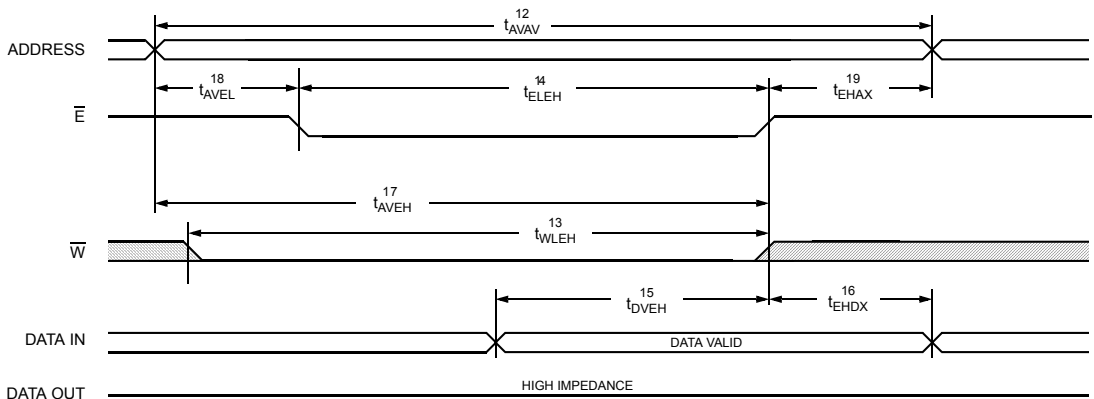 12
tAVAV
ADDRESS
18
tAVEL
14
tELEH
19
tEHAX
E
17
tAVEH
13
tWLEH
W
15
tDVEH
16
tEHDX
DATA IN
DATA VALID
DATA OUT
HIGH IMPEDANCE